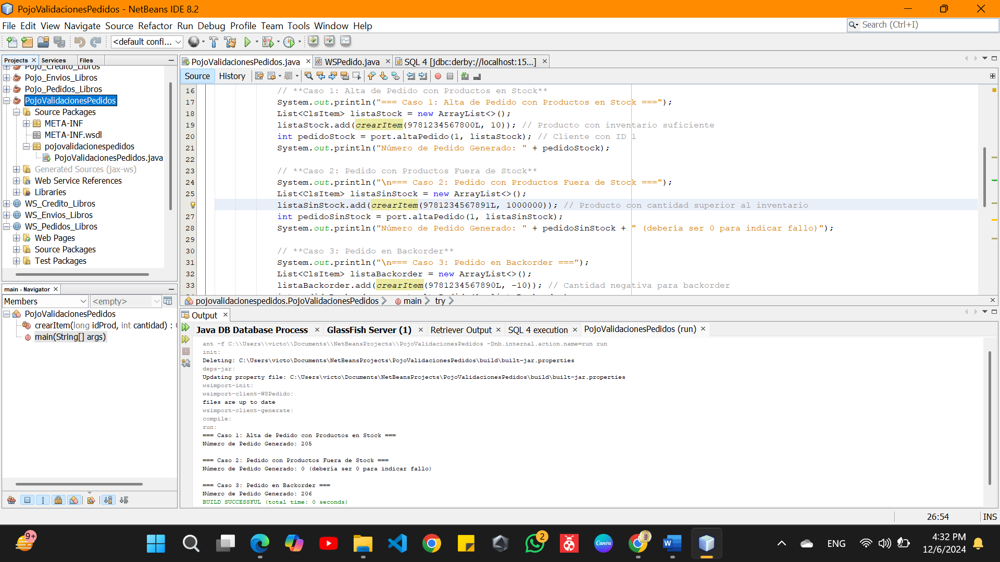 PojoValidacionesPedidos - NetBeans IDE 8.2
File Edit View Navigate Source Refactor Run Debug Profile Team Tools Window Help
Search (Ctrl+I)
<default confi...
Projects
Services
Files
Pojo_Credito_Libros
Pojo_Envios_Libros
Pojo_Pedidos_Libros
PojoValidacionesPedidos
Source Packages
META-INF
META-INF.wsdl
pojovalidacionespedidos
PojoValidacionesPedidos.java
Generated Sources (jax-ws)
Web Service References
Libraries
WS_Credito_Libros
WS_Envios_Libros
WS_Pedidos_Libros
Web Pages
Source Packages
Test Packages
main - Navigator
Members
<empty>
PojoValidacionesPedidos
crearItem(long idProd, int cantidad) :
main(String[] args)
PojoValidacionesPedidos.java
WSPedido.java
SQL 4 [jdbc:derby://localhost:15...]
Source
History
16 // **Caso 1: Alta de Pedido con Productos en Stock**
17 System.out.println("=== Caso 1: Alta de Pedido con Productos en Stock ===");
18 List<ClsItem> listaStock = new ArrayList<>();
19 listaStock.add(crearItem(9781234567800L, 10)); // Producto con inventario suficiente
20 int pedidoStock = port.altaPedido(1, listaStock); // Cliente con ID 1
21 System.out.println("Número de Pedido Generado: " + pedidoStock);
22
23 // **Caso 2: Pedido con Productos Fuera de Stock**
24 System.out.println("\n=== Caso 2: Pedido con Productos Fuera de Stock ===");
25 List<ClsItem> listaSinStock = new ArrayList<>();
listaSinStock.add(crearItem(9781234567891L, 1000000)); // Producto con cantidad superior al inventario
27 int pedidoSinStock = port.altaPedido(1, listaSinStock);
28 System.out.println("Número de Pedido Generado: " + pedidoSinStock + " (debería ser 0 para indicar fallo)");
29
30 // **Caso 3: Pedido en Backorder**
31 System.out.println("\n=== Caso 3: Pedido en Backorder ===");
32 List<ClsItem> listaBackorder = new ArrayList<>();
33 listaBackorder.add(crearItem(9781234567890L, -10)); // Cantidad negativa para backorder
pojovalidacionespedidos.PojoValidacionesPedidos
main
try
Output
Java DB Database Process
GlassFish Server (1)
Retriever Output
SQL 4 execution
PojoValidacionesPedidos (run)
ant -f C:\\Users\\victo\\Documents\\NetBeansProjects\\PojoValidacionesPedidos -Dnb.internal.action.name=run run
init:
Deleting: C:\Users\victo\Documents\NetBeansProjects\PojoValidacionesPedidos\build\built-jar.properties
deps-jar:
Updating property file: C:\Users\victo\Documents\NetBeansProjects\PojoValidacionesPedidos\build\built-jar.properties
wsimport-init:
wsimport-client-WSPedido:
files are up to date
wsimport-client-generate:
compile:
run:
=== Caso 1: Alta de Pedido con Productos en Stock ===
Número de Pedido Generado: 205
=== Caso 2: Pedido con Productos Fuera de Stock ===
Número de Pedido Generado: 0 (debería ser 0 para indicar fallo)
=== Caso 3: Pedido en Backorder ===
Número de Pedido Generado: 206
BUILD SUCCESSFUL (total time: 0 seconds)
26:54
INS
9+
2
Canva
W
ENG
4:32 PM
12/6/2024